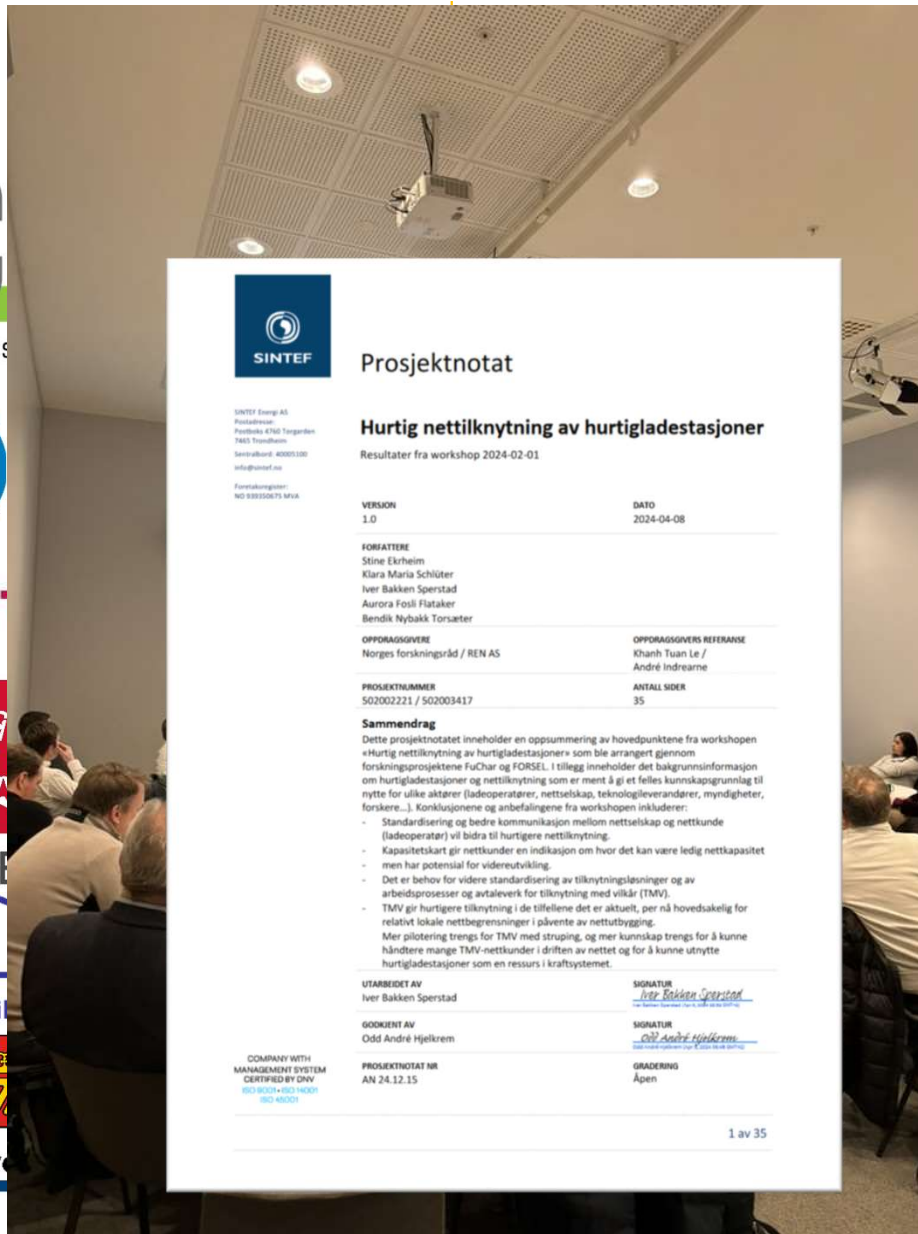 SINTEF
Prosjektnotat
SINTEF Energi AS
Postadresse:
Postboks 4760 Torgarden
7465 Trondheim
Sentralbord: 40005100
info@sintef.no
Foretaksregister:
NO 939350675 MVA
Hurtig nettilknytning av hurtigladestasjoner
Resultater fra workshop 2024-02-01
VERSJON
1.0
DATO
2024-04-08
FORFATTERE
Stine Ekrheim
Klara Maria Schlüter
Iver Bakken Sperstad
Aurora Fosli Flataker
Bendik Nybakk Torsæter
OPPDRAGSGIVERE
Norges forskningsråd / REN AS
OPPDRAGSGIVERS REFERANSE
Khanh Tuan Le /
André Indrearne
PROSJEKTNUMMER
502002221 / 502003417
ANTALL SIDER
35
Sammendrag
Dette prosjektnotatet inneholder en oppsummering av hovedpunktene fra workshopen
«Hurtig nettilknytning av hurtigladestasjoner» som ble arrangert gjennom
forskningsprosjektene FuChar og FORSEL. I tillegg inneholder det bakgrunnsinformasjon
om hurtigladestasjoner og nettilknytning som er ment å gi et felles kunnskapsgrunnlag til
nytte for ulike aktører (ladeoperatører, nettselskap, teknologileverandører, myndigheter,
forskere...). Konklusjonene og anbefalingene fra workshopen inkluderer:
- Standardisering og bedre kommunikasjon mellom nettselskap og nettkunde
(ladeoperatør) vil bidra til hurtigere nettilknytning.
- Kapasitetskart gir nettkunder en indikasjon om hvor det kan være ledig nettkapasitet
- men har potensial for videreutvikling.
- Det er behov for videre standardisering av tilknytningsløsninger og av
arbeidsprosesser og avtaleverk for tilknytning med vilkår (TMV).
- TMV gir hurtigere tilknytning i de tilfellene det er aktuelt, per nå hovedsakelig for
relativt lokale nettbegrensninger i påvente av nettutbygging.
Mer pilotering trengs for TMV med struping, og mer kunnskap trengs for å kunne
håndtere mange TMV-nettkunder i driften av nettet og for å kunne utnytte
hurtigladestasjoner som en ressurs i kraftsystemet.
UTARBEIDET AV
Iver Bakken Sperstad
SIGNATUR
Iver Bakken Sperstad
GODKJENT AV
Odd André Hjelkrem
SIGNATUR
Odd André Hjelkrem
PROSJEKTNOTAT NR
AN 24.12.15
GRADERING
Åpen
COMPANY WITH
MANAGEMENT SYSTEM
CERTIFIED BY DNV
ISO 9001 • ISO 14001
ISO 45001
1 av 35